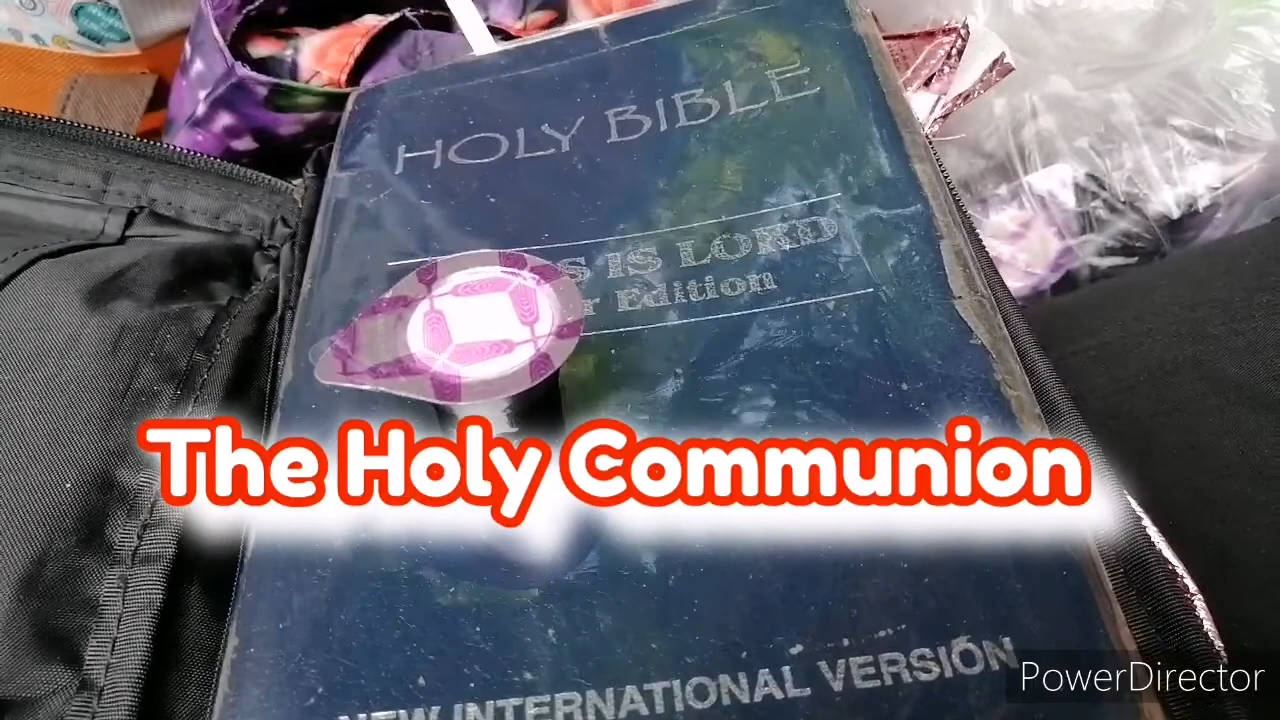 HOLY BIBLE
IS LORD
Edition
The Holy Communion
NEW INTERNATIONAL VERSION
PowerDirector